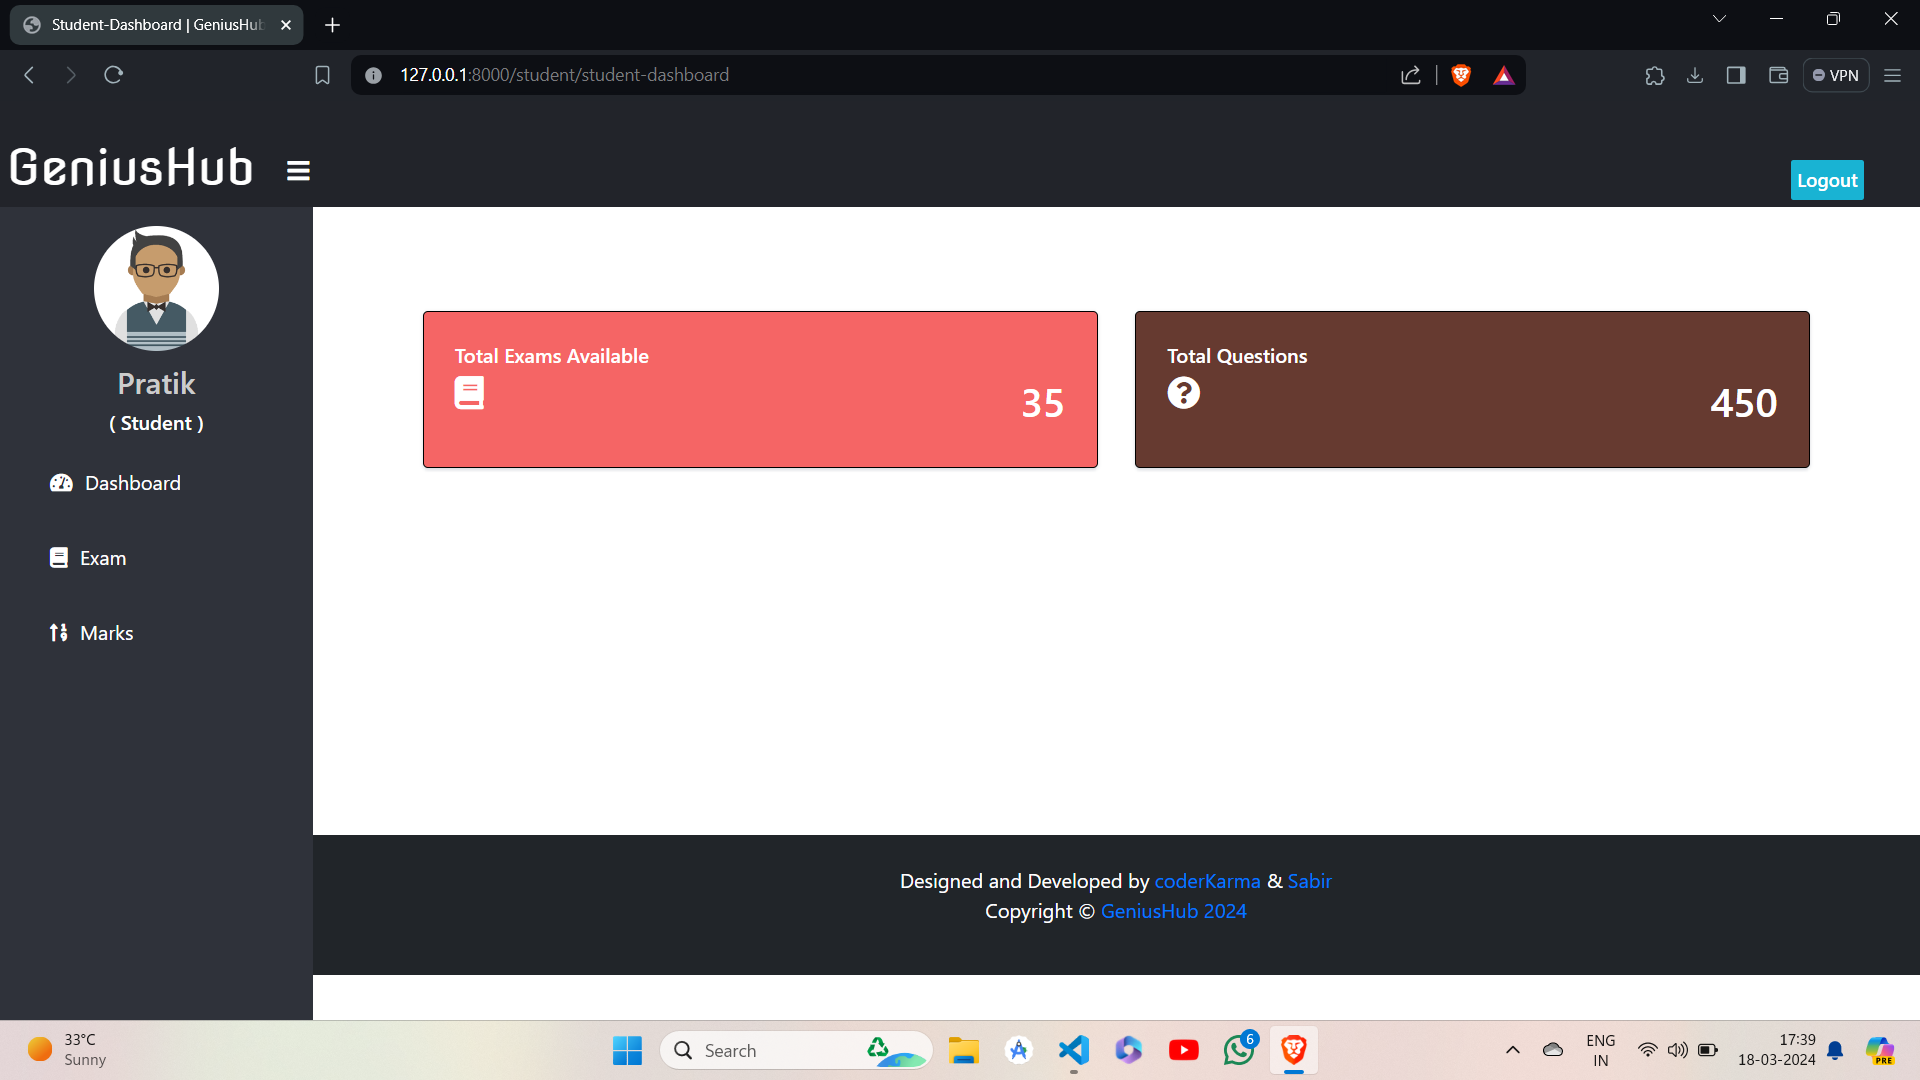 Student-Dashboard | GeniusHub
127.0.0.1:8000/student/student-dashboard
VPN
GeniusHub
Logout
Pratik
( Student )
Dashboard
Exam
Marks
Total Exams Available
35
Total Questions
450
Designed and Developed by coderKarma & Sabir
Copyright © GeniusHub 2024
33°C
Sunny
Search
6
ENG
IN
17:39
18-03-2024
PRE